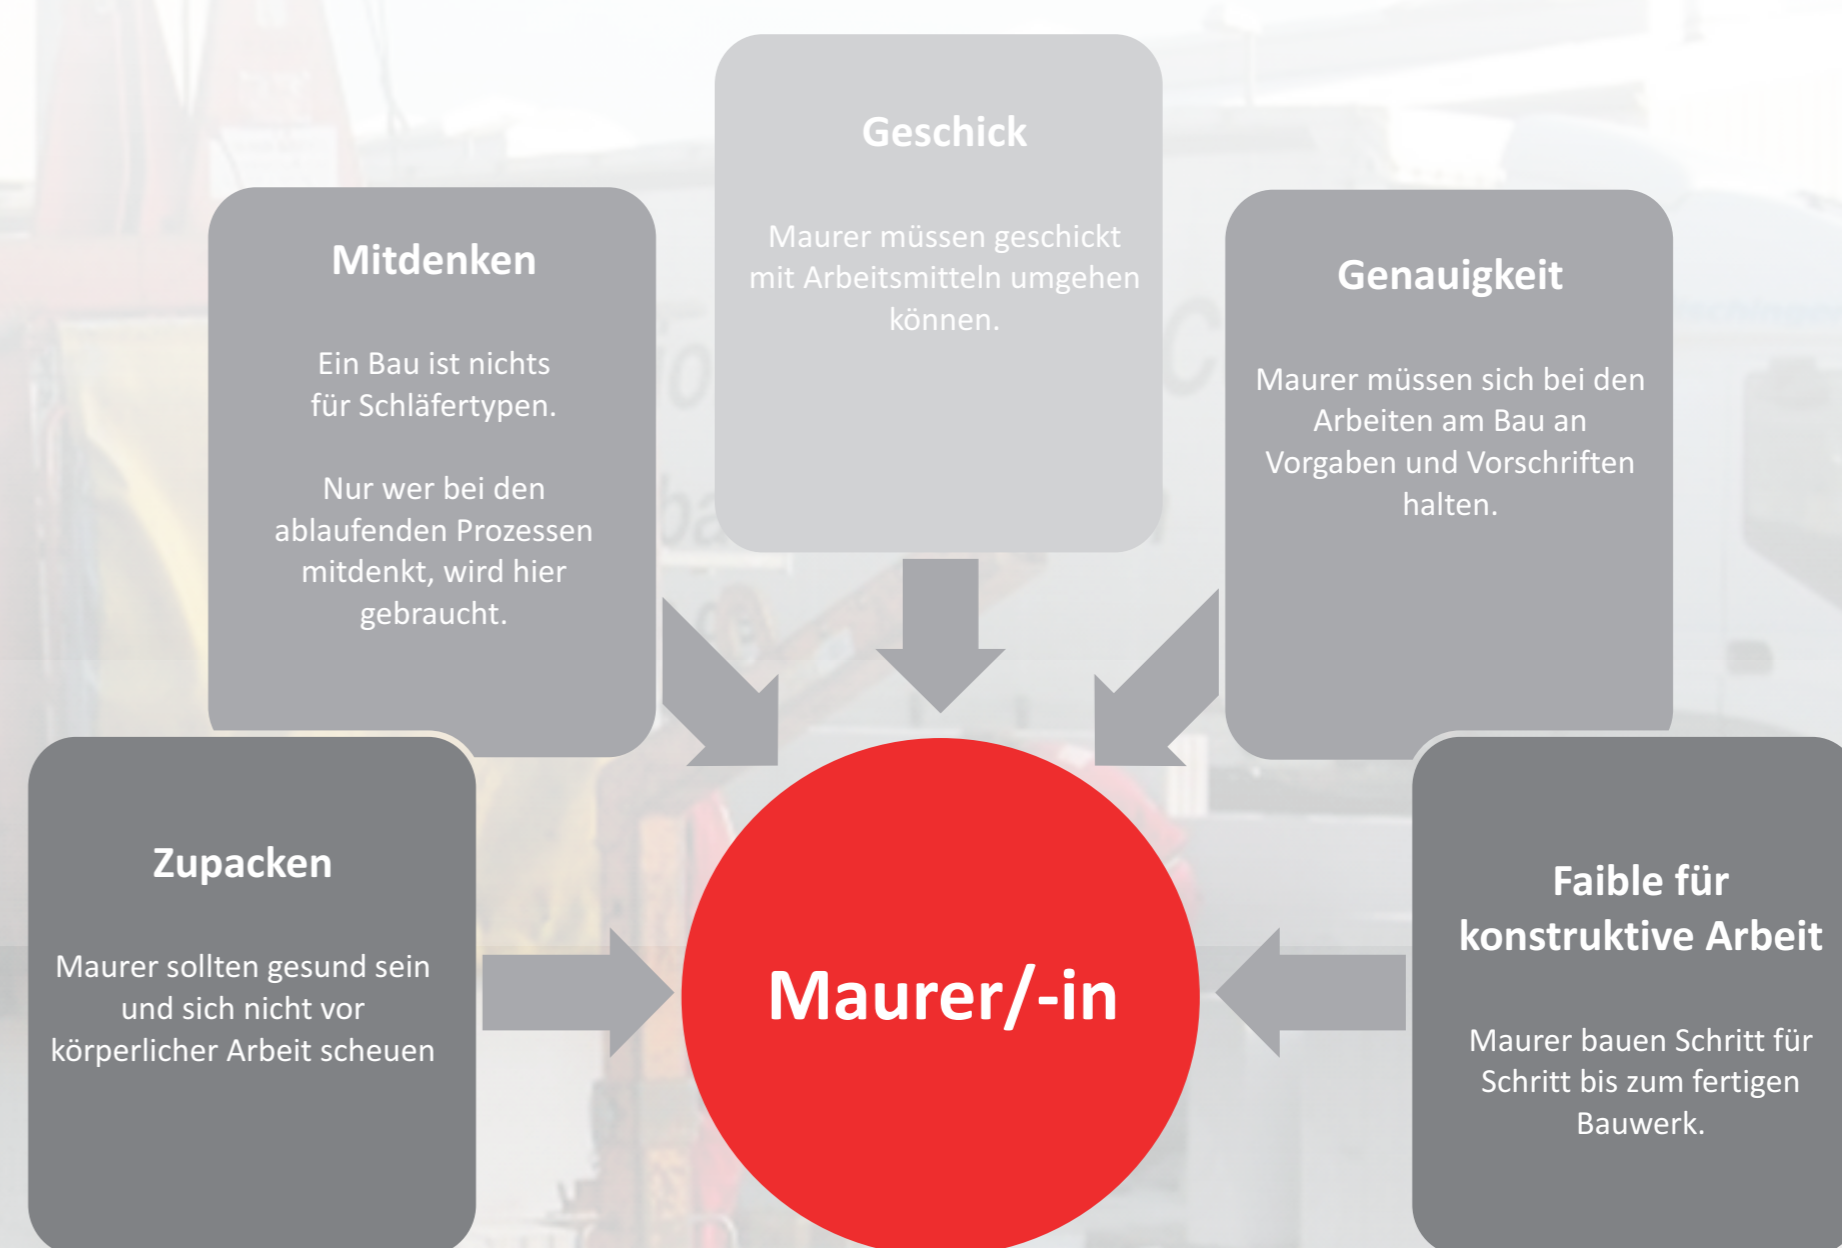 Geschick
Maurer müssen geschickt
mit Arbeitsmitteln umgehen
können.
Mitdenken
Ein Bau ist nichts
für Schläfertypen.
Nur wer bei den
ablaufenden Prozessen
mitdenkt, wird hier
gebraucht.
Genauigkeit
Maurer müssen sich bei den
Arbeiten am Bau an
Vorgaben und Vorschriften
halten.
Zupacken
Maurer sollten gesund sein
und sich nicht vor
körperlicher Arbeit scheuen
Maurer/-in
Faible für
konstruktive Arbeit
Maurer bauen Schritt für
Schritt bis zum fertigen
Bauwerk.